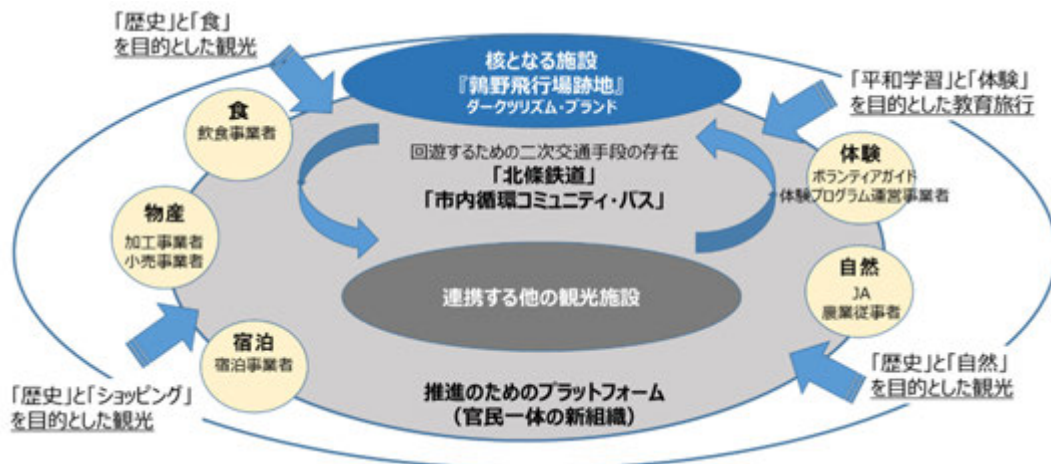 「歴史」と「食」
を目的とした観光
核となる施設
『鶉野飛行場跡地』
ダークツリズム・ブランド
「平和学習」と「体験」
を目的とした教育旅行
食
飲食事業者
回遊するための二次交通手段の存在
「北條鉄道」
「市内循環コミュニティ・バス」
体験
ボランティアガイド
体験プログラム運営事業者
物産
加工事業者
小売事業者
連携する他の観光施設
自然
JA
農業従事者
宿泊
宿泊事業者
「歴史」と「ショッピング」
を目的とした観光
推進のためのプラットフォーム
（官民一体の新組織）
「歴史」と「自然」
を目的とした観光